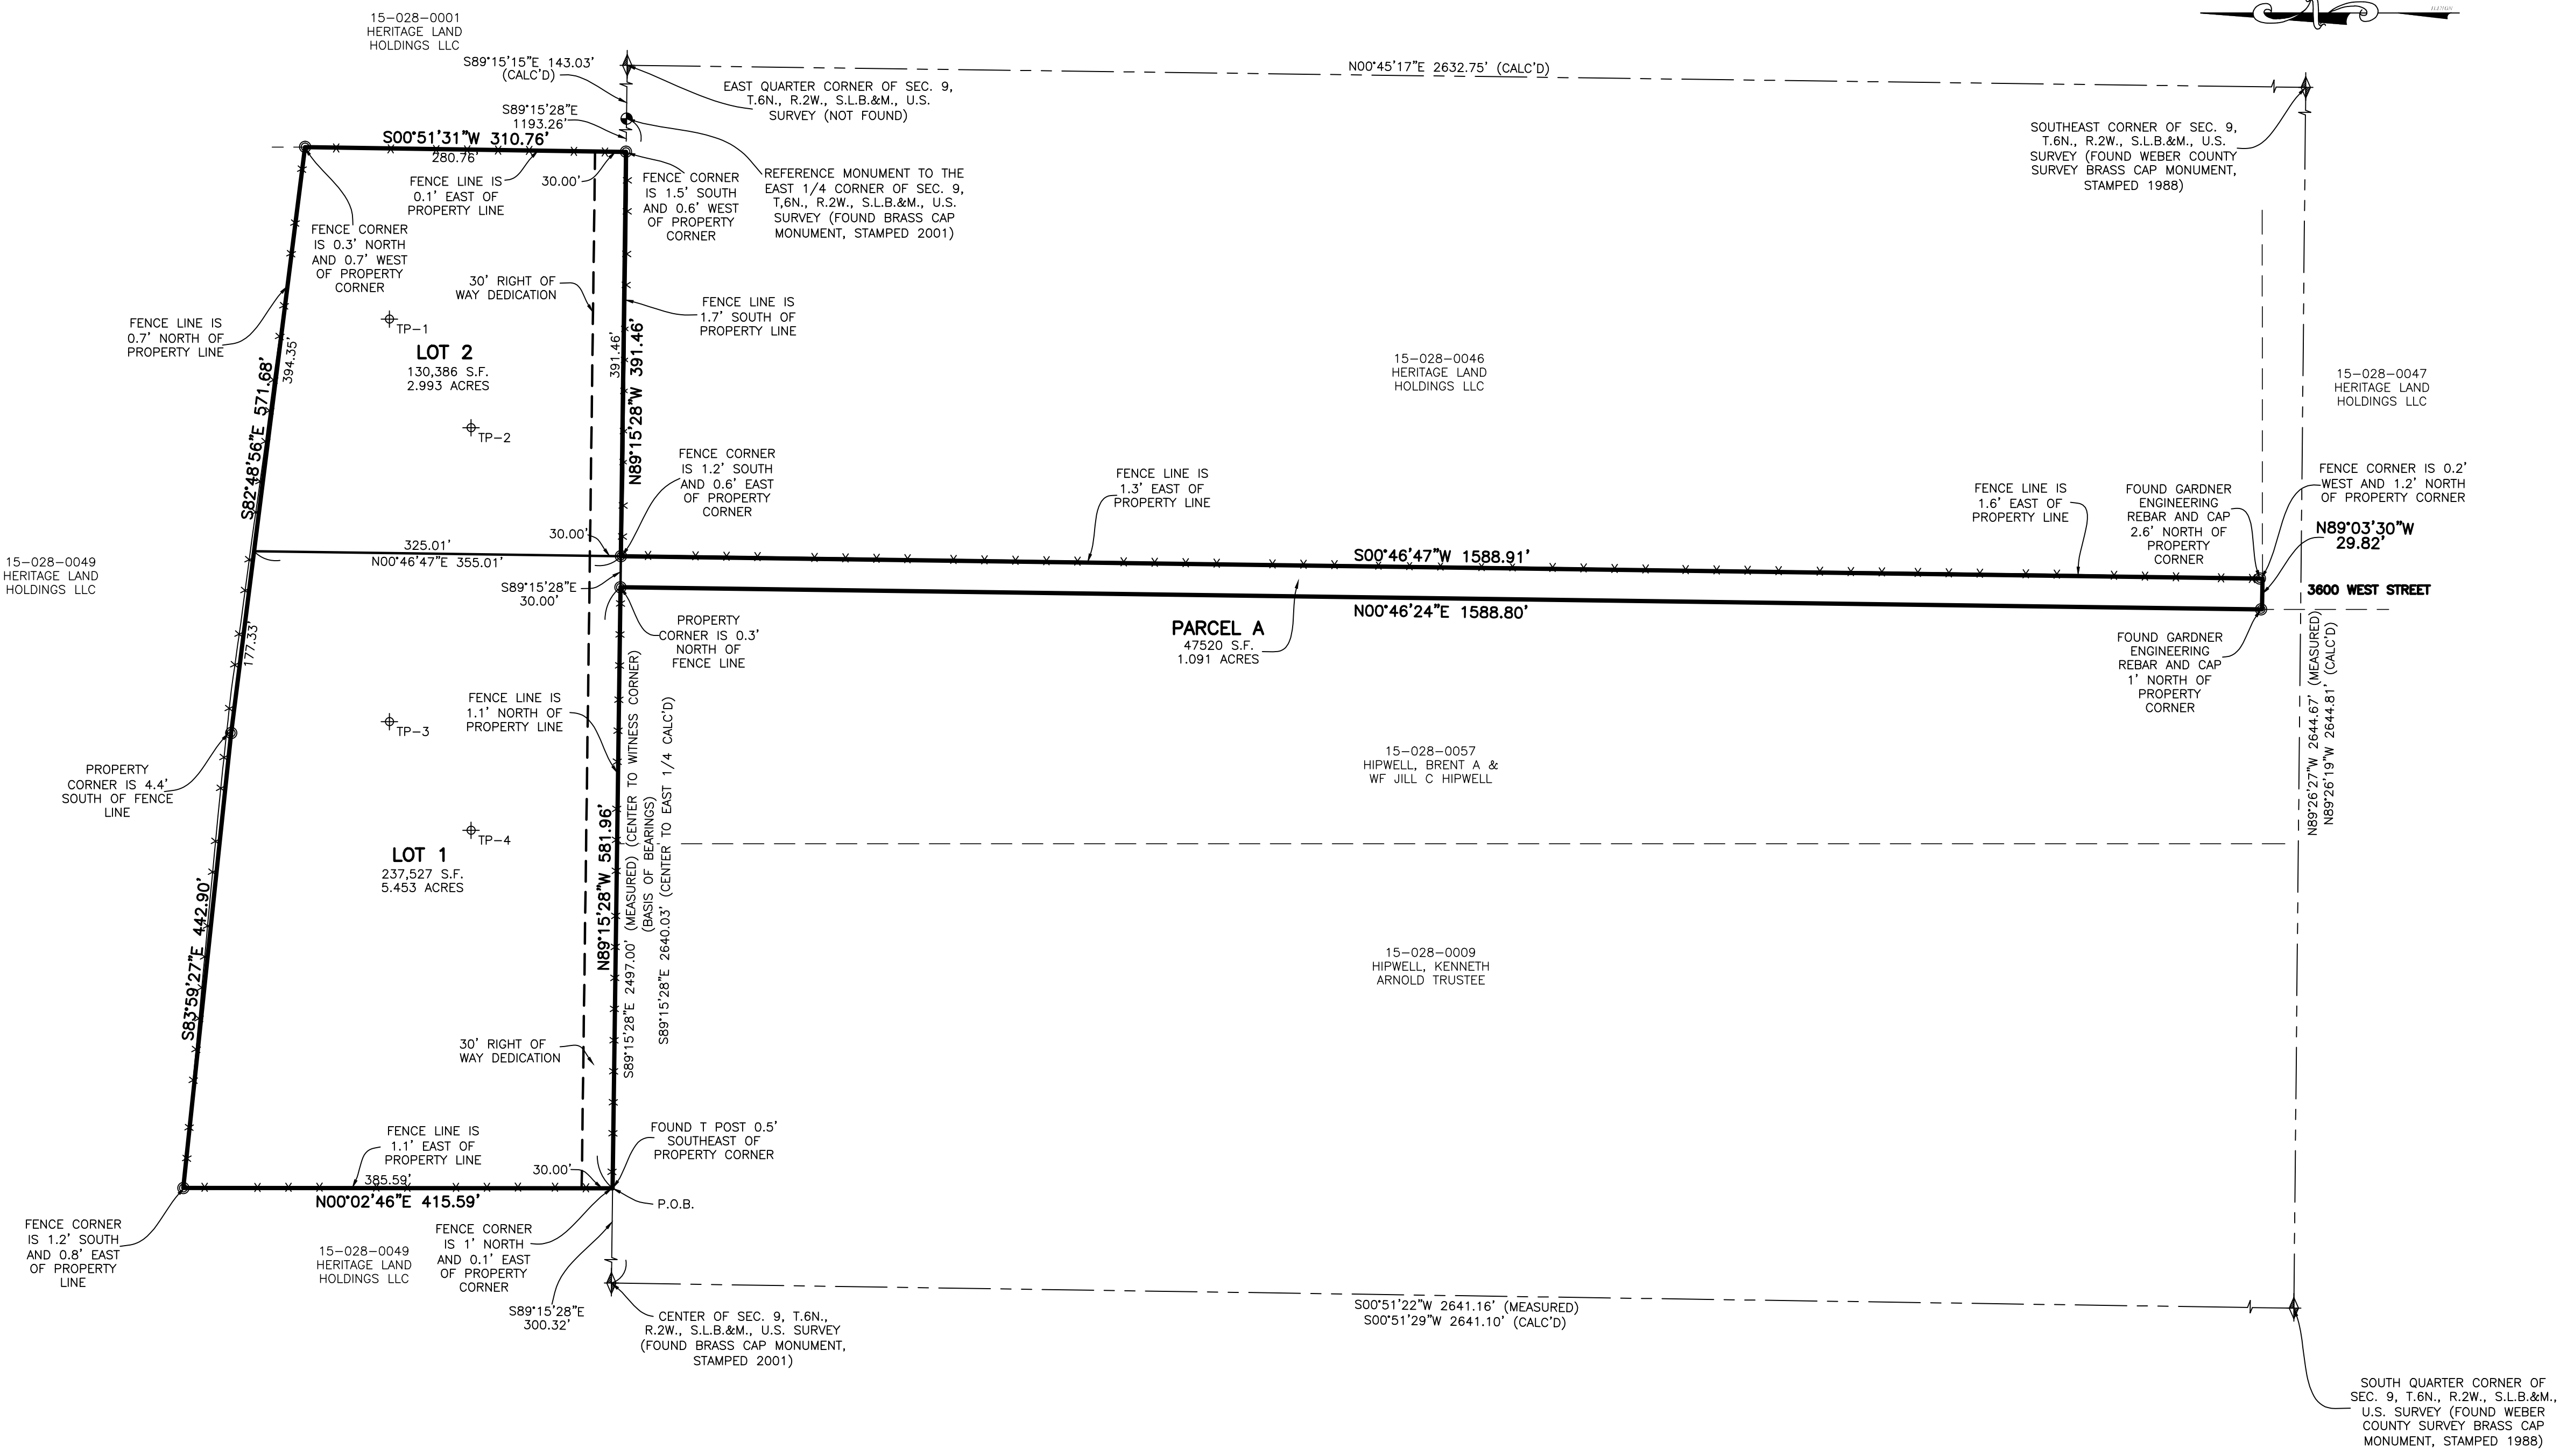 15-028-0001
HERITAGE LAND
HOLDINGS LLC
S89°15'15"E 143.03'
(CALC'D)
N00°45'17"E 2632.75' (CALC'D)
EAST QUARTER CORNER OF SEC. 9,
T.6N., R.2W., S.L.B.&M., U.S.
SURVEY (NOT FOUND)
S89°15'28"E
1193.26'
S00°51'31"W 310.76'
280.76'
FENCE LINE IS
0.1' EAST OF
PROPERTY LINE
30.00'
FENCE CORNER
IS 1.5' SOUTH
AND 0.6' WEST
OF PROPERTY
CORNER
REFERENCE MONUMENT TO THE
EAST 1/4 CORNER OF SEC. 9,
T,6N., R.2W., S.L.B.&M., U.S.
SURVEY (FOUND BRASS CAP
MONUMENT, STAMPED 2001)
SOUTHEAST CORNER OF SEC. 9,
T.6N., R.2W., S.L.B.&M., U.S.
SURVEY (FOUND WEBER COUNTY
SURVEY BRASS CAP MONUMENT,
STAMPED 1988)
FENCE CORNER
IS 0.3' NORTH
AND 0.7' WEST
OF PROPERTY
CORNER
30' RIGHT OF
WAY DEDICATION
FENCE LINE IS
1.7' SOUTH OF
PROPERTY LINE
FENCE LINE IS
0.7' NORTH OF
PROPERTY LINE
TP-1
LOT 2
130,386 S.F.
2.993 ACRES
TP-2
S82°48'56"E 571.68'
394.35'
391.46'
N89°15'28"W 391.46'
15-028-0046
HERITAGE LAND
HOLDINGS LLC
15-028-0047
HERITAGE LAND
HOLDINGS LLC
FENCE CORNER
IS 1.2' SOUTH
AND 0.6' EAST
OF PROPERTY
CORNER
FENCE LINE IS
1.3' EAST OF
PROPERTY LINE
FENCE LINE IS
1.6' EAST OF
PROPERTY LINE
FOUND GARDNER
ENGINEERING
REBAR AND CAP
2.6' NORTH OF
PROPERTY
CORNER
FENCE CORNER IS 0.2'
WEST AND 1.2' NORTH
OF PROPERTY CORNER
N89°03'30"W
29.82'
3600 WEST STREET
15-028-0049
HERITAGE LAND
HOLDINGS LLC
325.01'
N00°46'47"E 355.01'
30.00'
S89°15'28"E
30.00'
S00°46'47"W 1588.91'
N00°46'24"E 1588.80'
PARCEL A
47520 S.F.
1.091 ACRES
PROPERTY
CORNER IS 0.3'
NORTH OF
FENCE LINE
FOUND GARDNER
ENGINEERING
REBAR AND CAP
1' NORTH OF
PROPERTY
CORNER
N89°26'27"W 2644.67' (MEASURED)
N89°26'19"W 2644.81' (CALC'D)
177.33'
FENCE LINE IS
1.1' NORTH OF
PROPERTY LINE
TP-3
TP-4
LOT 1
237,527 S.F.
5.453 ACRES
PROPERTY
CORNER IS 4.4'
SOUTH OF FENCE
LINE
S83°59'27"E 442.90'
N89°15'28"W 581.96'
S89°15'28"E 2497.00' (MEASURED) (CENTER TO WITNESS CORNER)
(BASIS OF BEARINGS)
S89°15'28"E 2640.03' (CENTER TO EAST 1/4 CALC'D)
15-028-0057
HIPWELL, BRENT A &
WF JILL C HIPWELL
15-028-0009
HIPWELL, KENNETH
ARNOLD TRUSTEE
30' RIGHT OF
WAY DEDICATION
FENCE LINE IS
1.1' EAST OF
PROPERTY LINE
385.59'
N00°02'46"E 415.59'
30.00'
FOUND T POST 0.5'
SOUTHEAST OF
PROPERTY CORNER
P.O.B.
FENCE CORNER
IS 1.2' SOUTH
AND 0.8' EAST
OF PROPERTY
LINE
15-028-0049
HERITAGE LAND
HOLDINGS LLC
FENCE CORNER
IS 1' NORTH
AND 0.1' EAST
OF PROPERTY
CORNER
S89°15'28"E
300.32'
CENTER OF SEC. 9, T.6N.,
R.2W., S.L.B.&M., U.S. SURVEY
(FOUND BRASS CAP MONUMENT,
STAMPED 2001)
S00°51'22"W 2641.16' (MEASURED)
S00°51'29"W 2641.10' (CALC'D)
SOUTH QUARTER CORNER OF
SEC. 9, T.6N., R.2W., S.L.B.&M.,
U.S. SURVEY (FOUND WEBER
COUNTY SURVEY BRASS CAP
MONUMENT, STAMPED 1988)